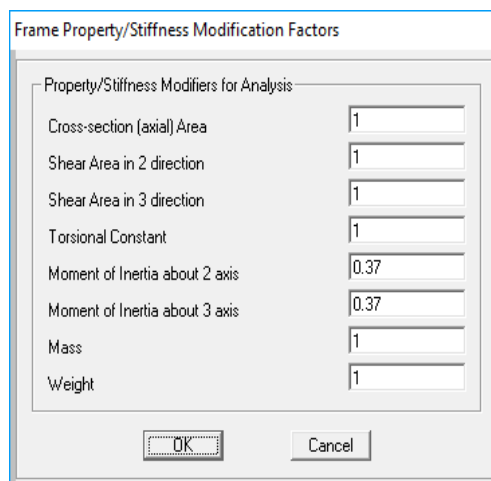 Frame Property/Stiffness Modification Factors
Property/Stiffness Modifiers for Analysis
Cross-section (axial) Area 1
Shear Area in 2 direction 1
Shear Area in 3 direction 1
Torsional Constant 1
Moment of Inertia about 2 axis 0.37
Moment of Inertia about 3 axis 0.37
Mass 1
Weight 1
OK Cancel